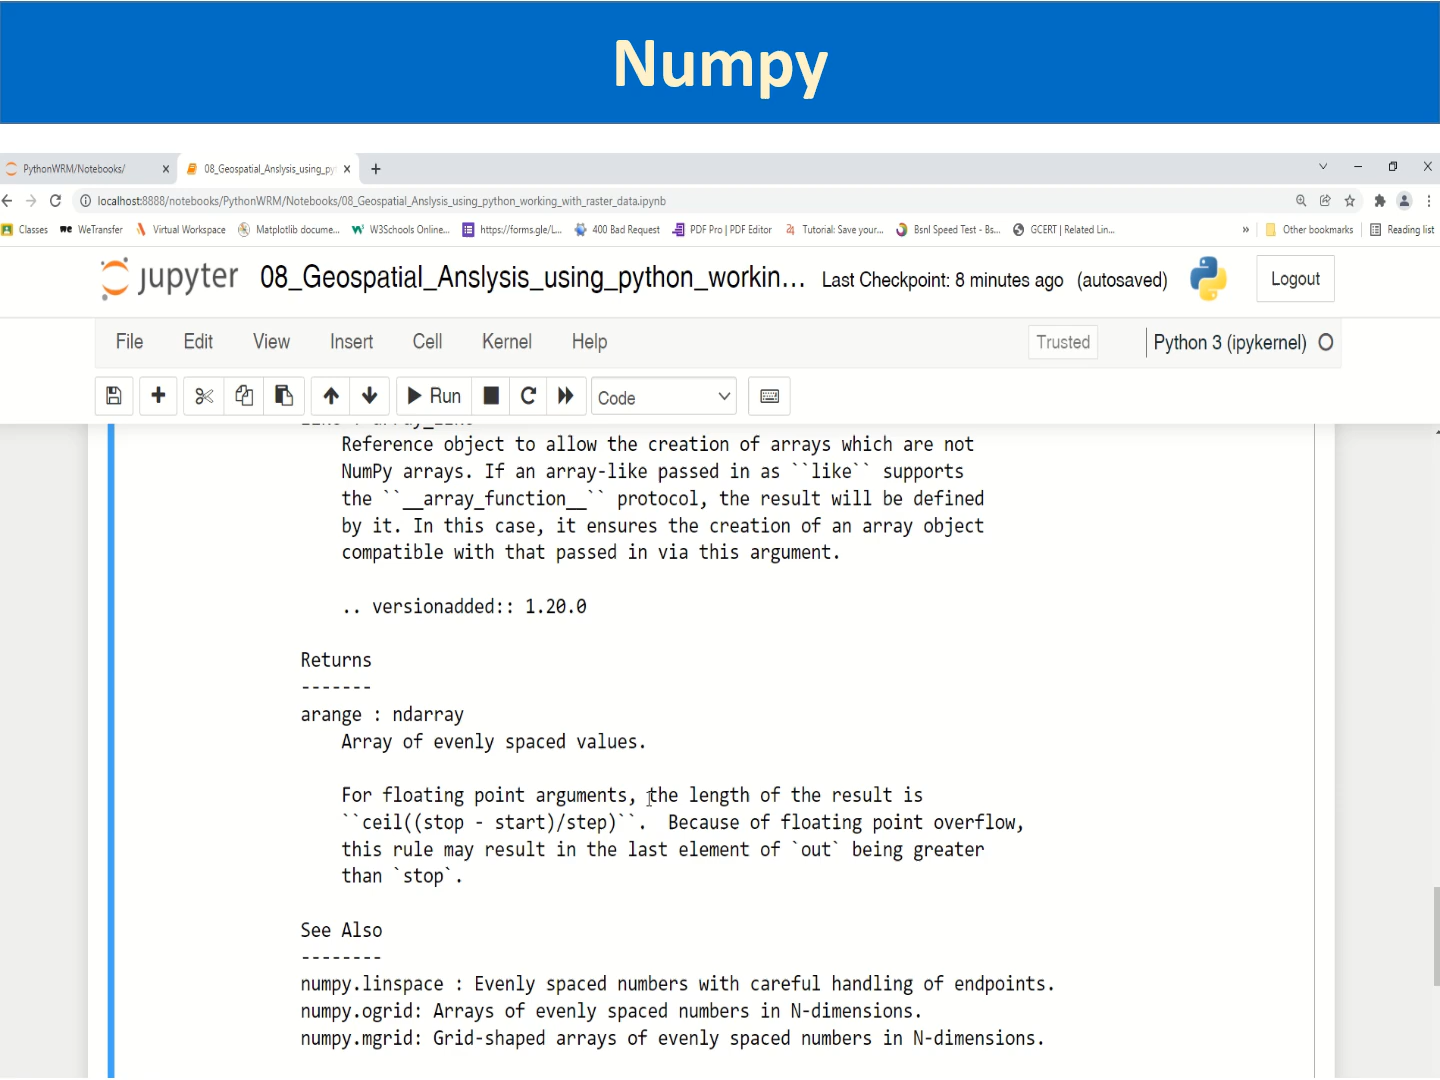 Numpy
PythonWRM/Notebooks/
08_Geospatial_Anslysis_using_py
localhost:8888/notebooks/PythonWRM/Notebooks/08_Geospatial_Anslysis_using_python_working_with_raster_data.ipynb
Classes WeTransfer Virtual Workspace Matplotlib docume... W3Schools Online... https://forms.gle/L... 400 Bad Request PDF Pro | PDF Editor Tutorial: Save your... Bsnl Speed Test - Bs... GCERT | Related Lin... » Other bookmarks Reading list
jupyter 08_Geospatial_Anslysis_using_python_workin... Last Checkpoint: 8 minutes ago (autosaved) Logout
File Edit View Insert Cell Kernel Help Trusted Python 3 (ipykernel)
Run Code
Reference object to allow the creation of arrays which are not
NumPy arrays. If an array-like passed in as ``like`` supports
the ``__array_function__`` protocol, the result will be defined
by it. In this case, it ensures the creation of an array object
compatible with that passed in via this argument.
.. versionadded:: 1.20.0
Returns
-------
arange : ndarray
Array of evenly spaced values.
For floating point arguments, the length of the result is
``ceil((stop - start)/step)``.  Because of floating point overflow,
this rule may result in the last element of `out` being greater
than `stop`.
See Also
--------
numpy.linspace : Evenly spaced numbers with careful handling of endpoints.
numpy.ogrid: Arrays of evenly spaced numbers in N-dimensions.
numpy.mgrid: Grid-shaped arrays of evenly spaced numbers in N-dimensions.